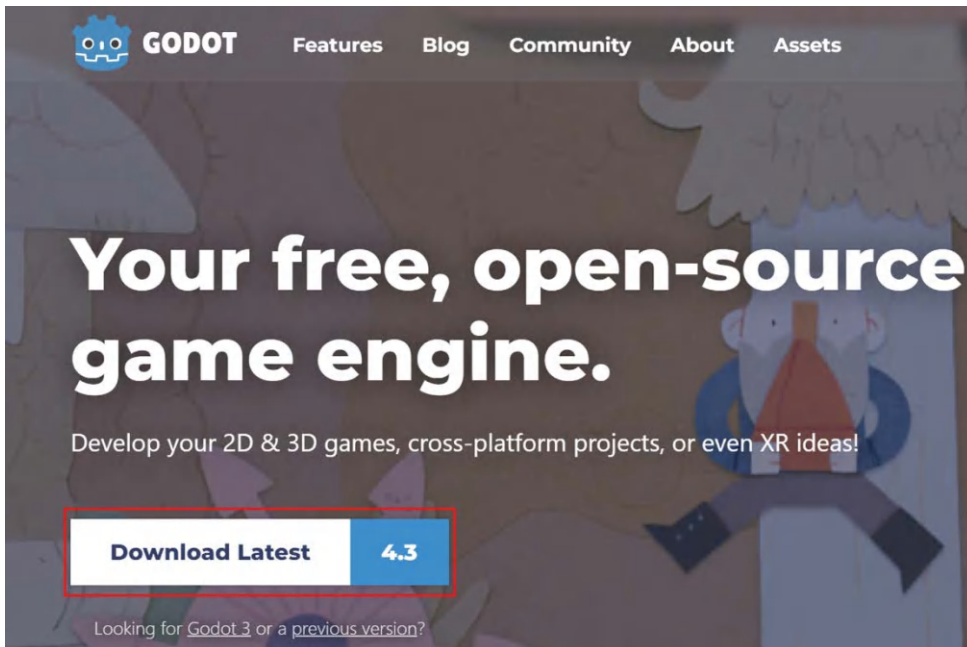 GODOT Features Blog Community About Assets
Your free, open-source
game engine.
Develop your 2D & 3D games, cross-platform projects, or even XR ideas!
Download Latest 4.3
Looking for Godot 3 or a previous version?